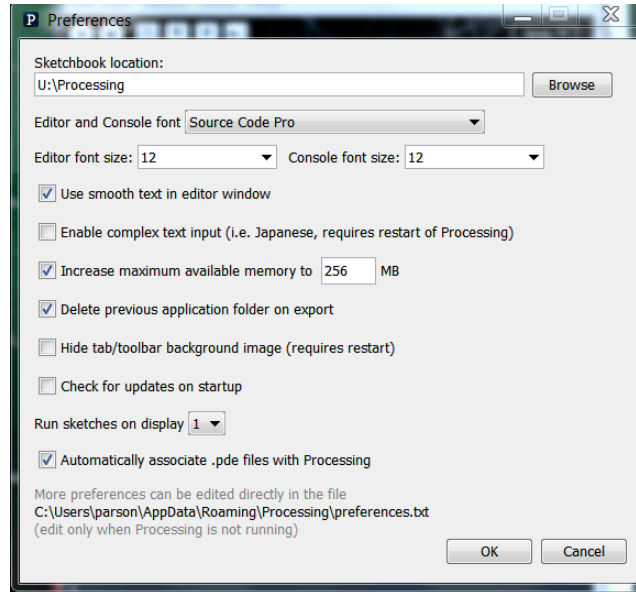 P Preferences
Sketchbook location:
U:\Processing
Browse
Editor and Console font Source Code Pro
Editor font size: 12 Console font size: 12
Use smooth text in editor window
Enable complex text input (i.e. Japanese, requires restart of Processing)
Increase maximum available memory to 256 MB
Delete previous application folder on export
Hide tab/toolbar background image (requires restart)
Check for updates on startup
Run sketches on display 1
Automatically associate .pde files with Processing
More preferences can be edited directly in the file
C:\Users\parson\AppData\Roaming\Processing\preferences.txt
(edit only when Processing is not running)
OK Cancel